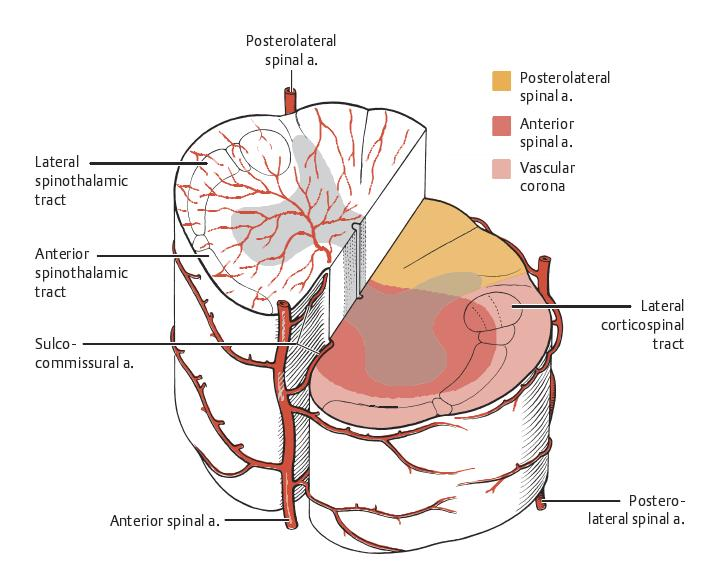 Posterolateral
spinal a.
Posterolateral
spinal a.
Anterior
spinal a.
Vascular
corona
Lateral
spinothalamic
tract
Anterior
spinothalamic
tract
Sulco-
commissural a.
Anterior spinal a.
Lateral
corticospinal
tract
Postero-
lateral spinal a.